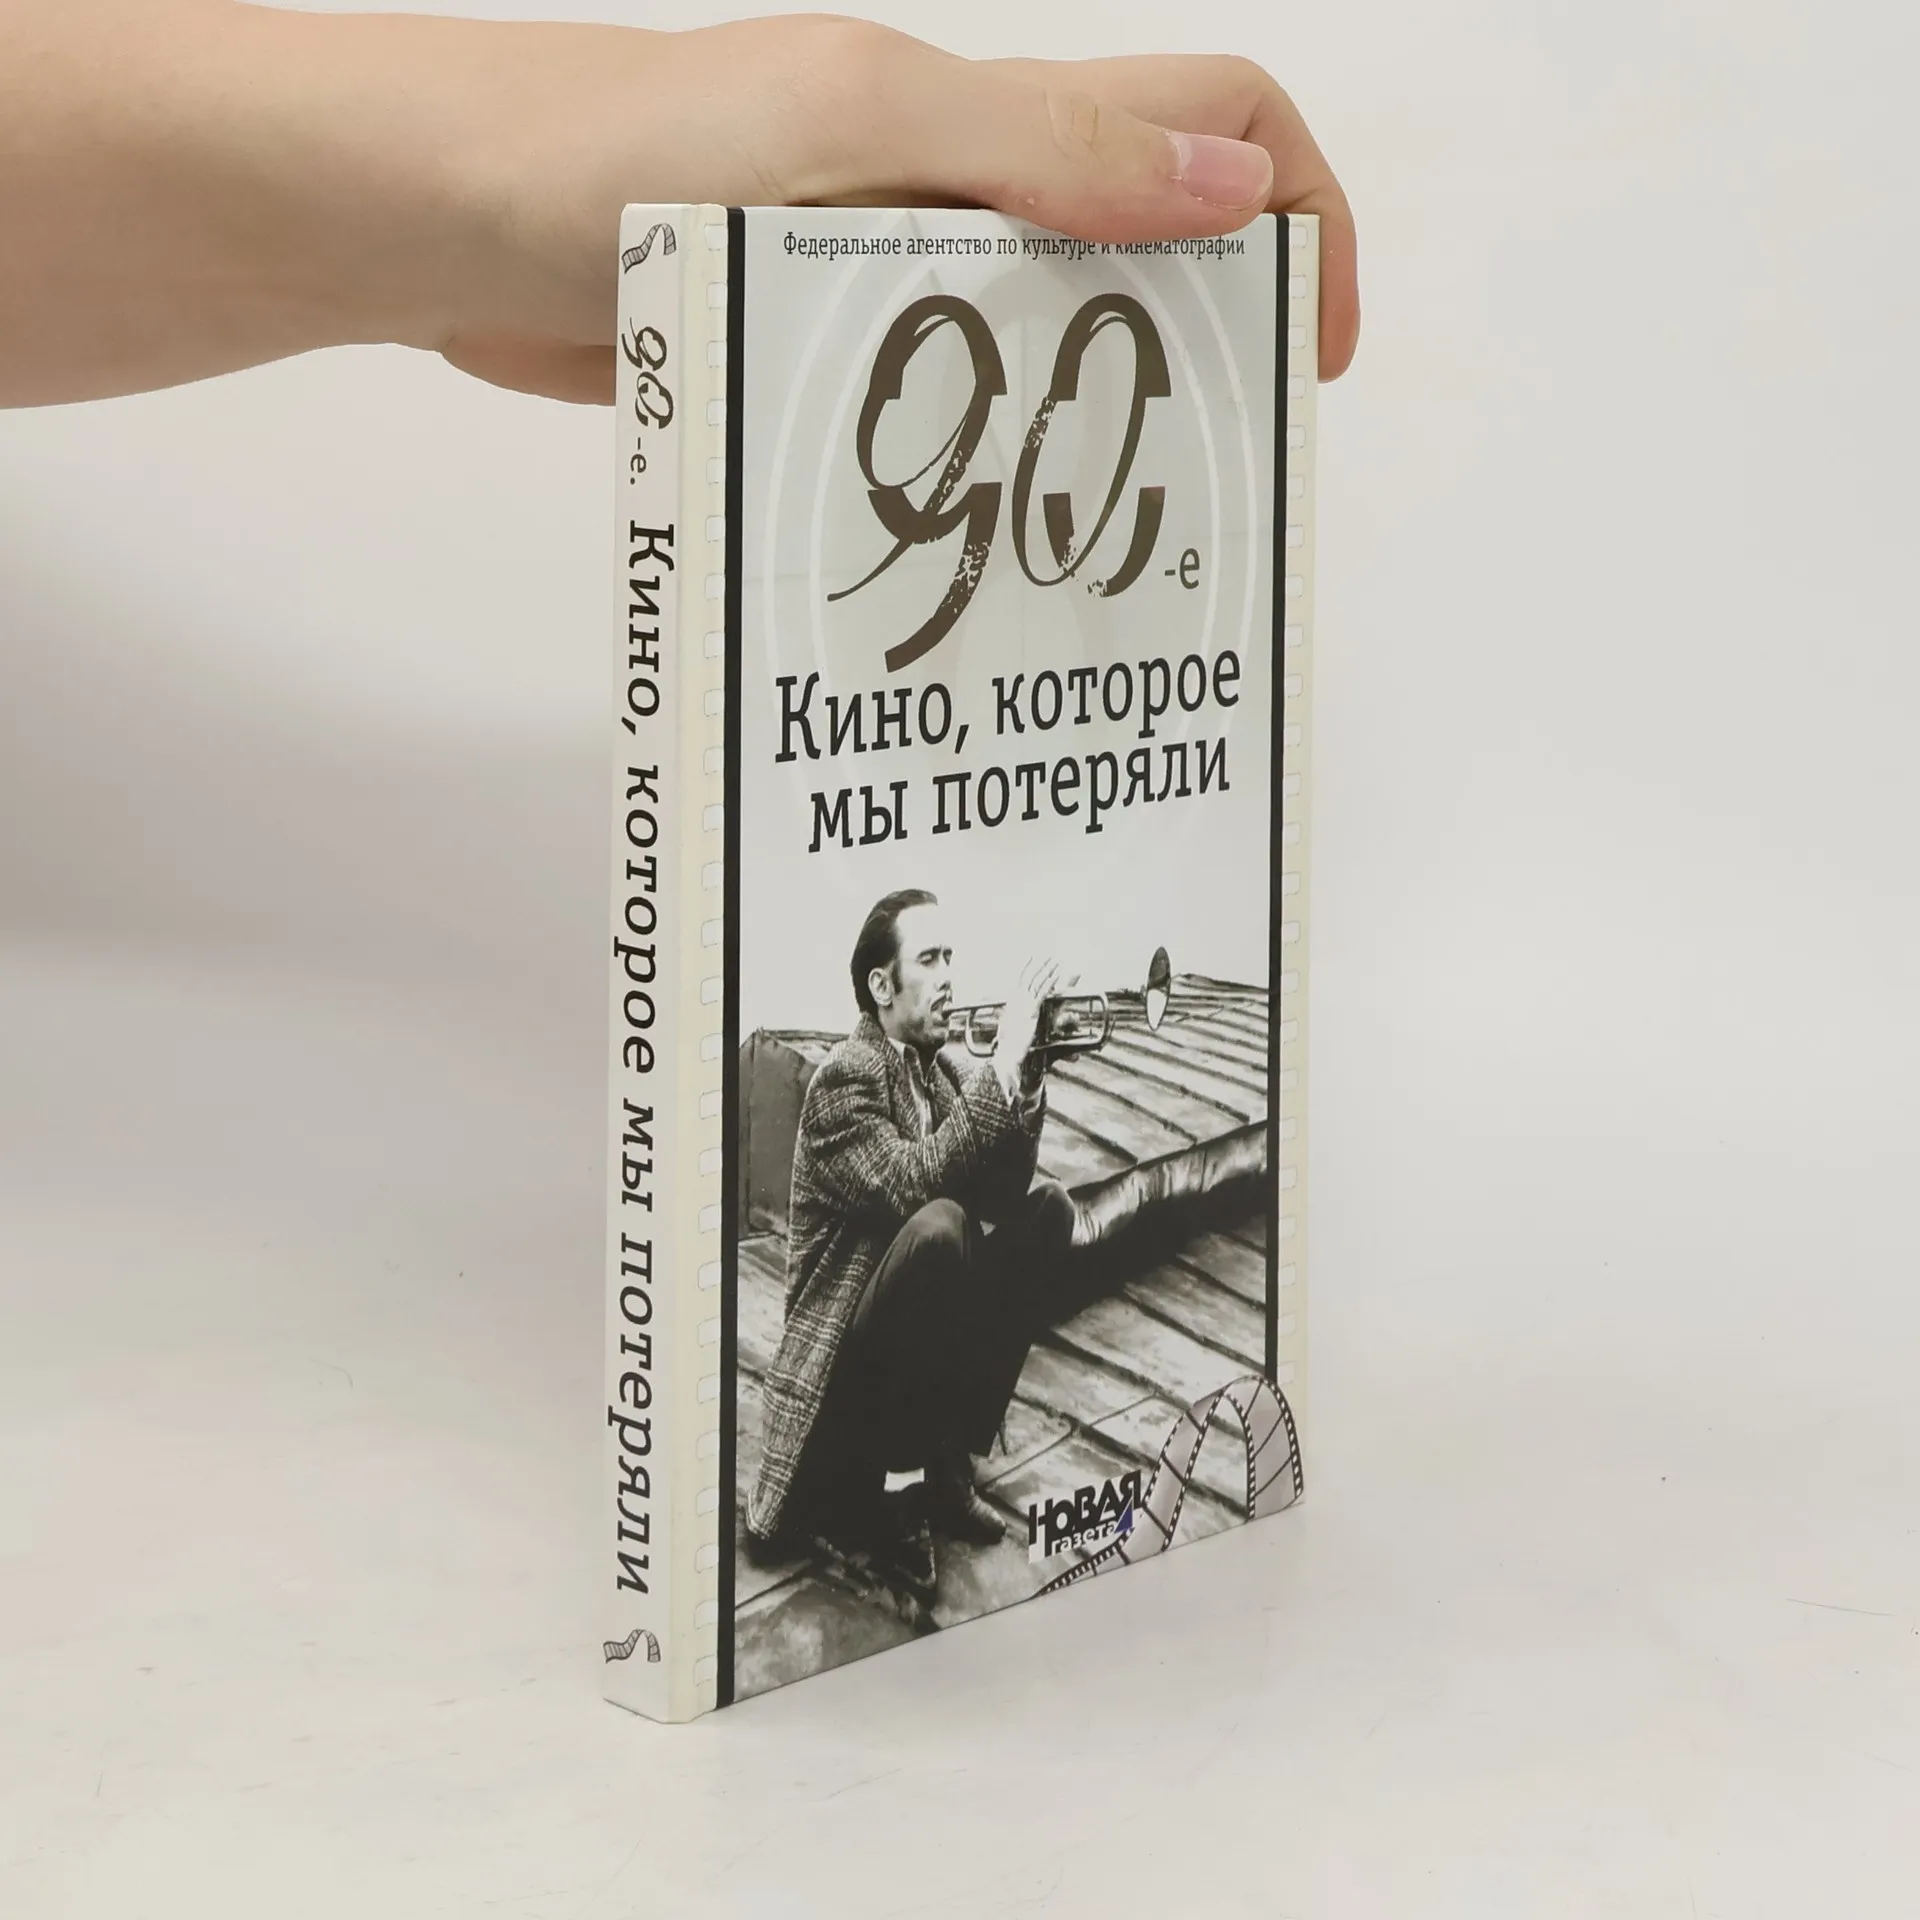 Федеральное агентство по культуре и кинематографии
90-е
Кино, которое
мы потеряли
НОВАЯ
газета
90-е. Кино, которое мы потеряли